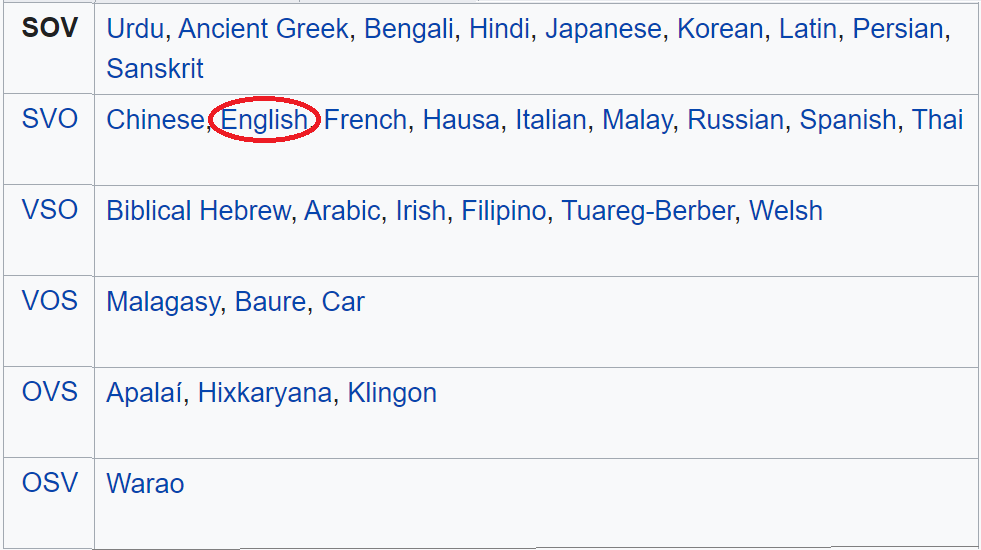 SOV Urdu, Ancient Greek, Bengali, Hindi, Japanese, Korean, Latin, Persian,
Sanskrit
SVO Chinese, English, French, Hausa, Italian, Malay, Russian, Spanish, Thai
VSO Biblical Hebrew, Arabic, Irish, Filipino, Tuareg-Berber, Welsh
VOS Malagasy, Baure, Car
OVS Apalaí, Hixkaryana, Klingon
OSV Warao